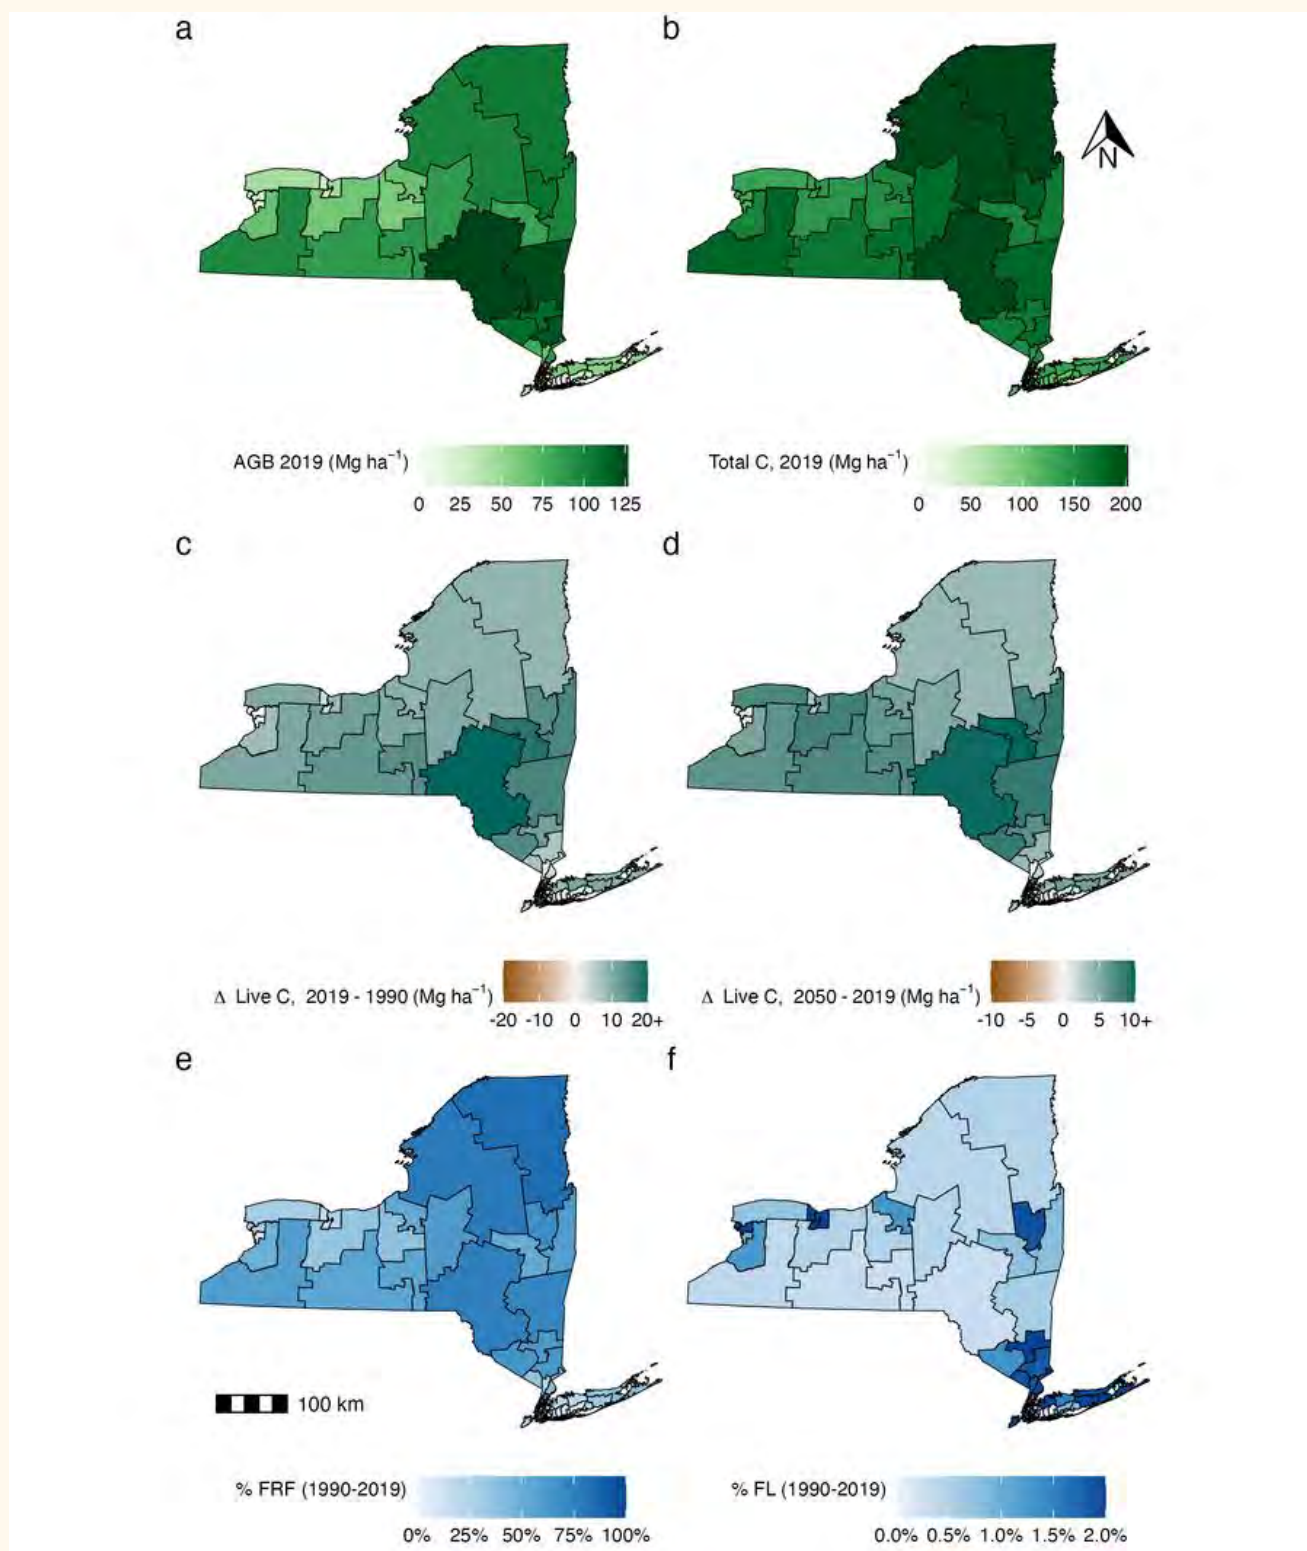 a
b
N
AGB 2019 (Mg ha⁻¹)
0 25 50 75 100 125
Total C, 2019 (Mg ha⁻¹)
0 50 100 150 200
c
d
Δ Live C, 2019 - 1990 (Mg ha⁻¹)
-20 -10 0 10 20+
Δ Live C, 2050 - 2019 (Mg ha⁻¹)
-10 -5 0 5 10+
e
f
100 km
% FRF (1990-2019)
0% 25% 50% 75% 100%
% FL (1990-2019)
0.0% 0.5% 1.0% 1.5% 2.0%